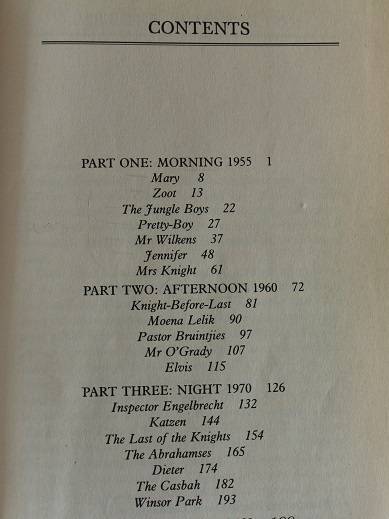 CONTENTS
PART ONE: MORNING 1955 1
Mary 8
Zoot 13
The Jungle Boys 22
Pretty-Boy 27
Mr Wilkens 37
Jennifer 48
Mrs Knight 61
PART TWO: AFTERNOON 1960 72
Knight-Before-Last 81
Moena Lelik 90
Pastor Bruintjies 97
Mr O'Grady 107
Elvis 115
PART THREE: NIGHT 1970 126
Inspector Engelbrecht 132
Katzen 144
The Last of the Knights 154
The Abrahamses 165
Dieter 174
The Casbah 182
Winsor Park 193